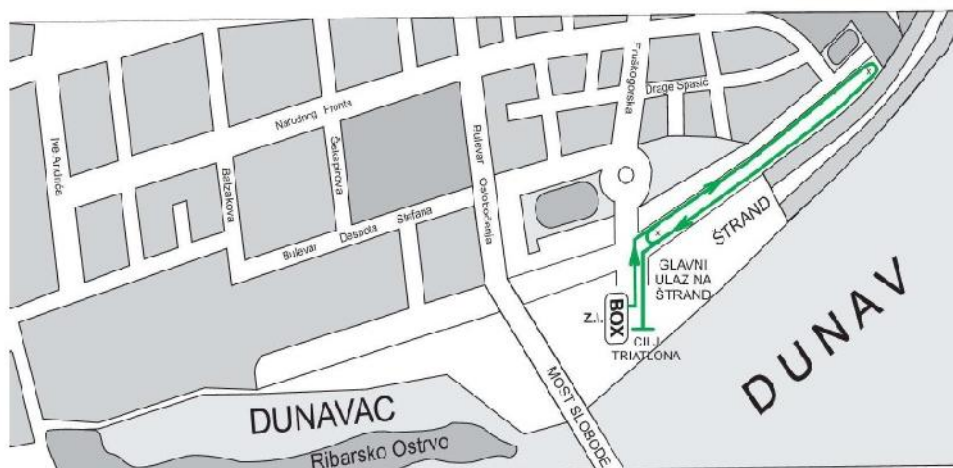 Fruškogorska
Drage Spasić
Narodnog Fronta
Ive Andrića
Balzakova
Šekspirova
Bulevar Oslobođenja
Bulevar Despota Stefana
ŠTRAND
GLAVNI
ULAZ NA
ŠTRAND
BOX
Z.I.
CILJ
TRIATLONA
DUNAV
MOST SLOBODE
DUNAVAC
Ribarsko Ostrvo